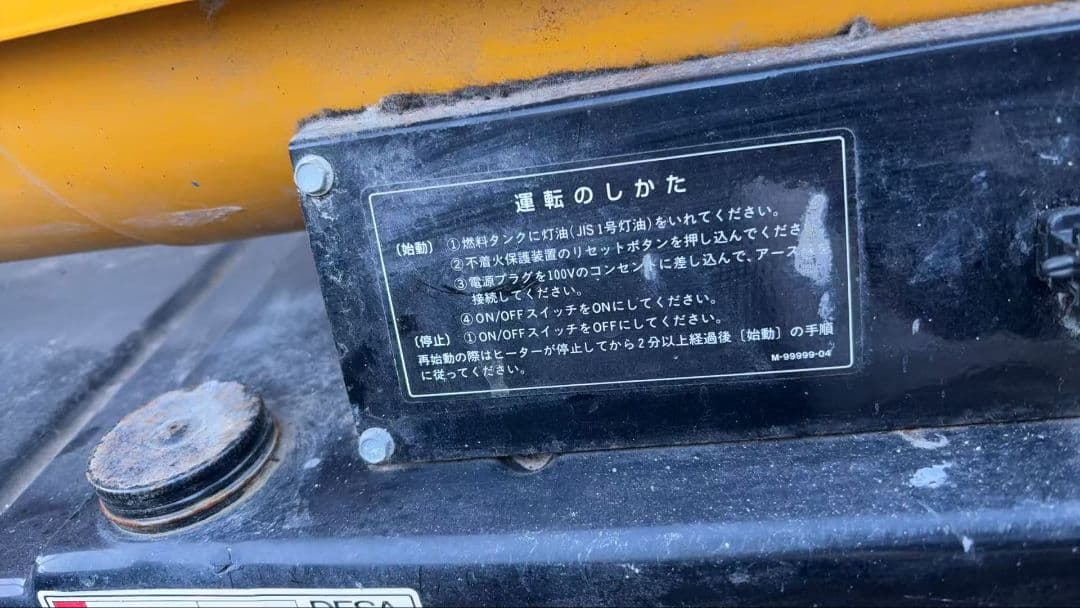 運転のしかた
〔始動〕 ①燃料タンクに灯油(JIS1号灯油)をいれてください。
②不着火保護装置のリセットボタンを押し込んでくださ
③電源プラグを100Vのコンセントに差し込んで、アース
接続してください。
④ON/OFFスイッチをONにしてください。
〔停止〕 ①ON/OFFスイッチをOFFにしてください。
再始動の際はヒーターが停止してから2分以上経過後〔始動〕の手順
に従ってください。
M-99999-04
DESA